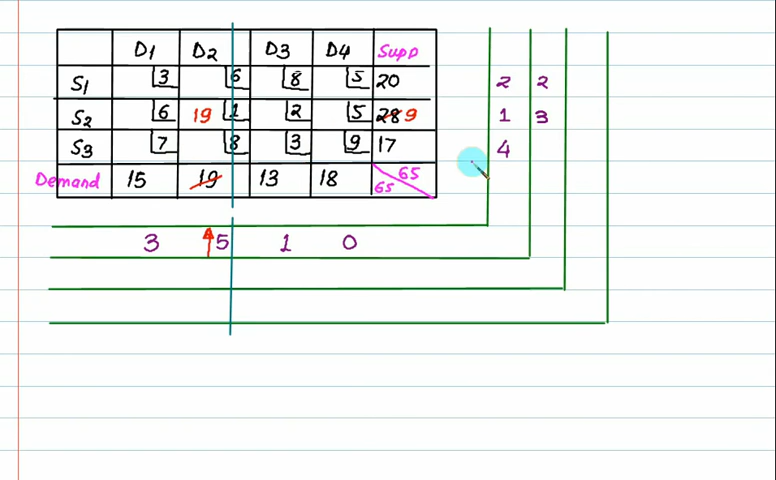 D1 D2 D3 D4 Supp
S1 3 6 8 5 20 2 2
S2 6 19 1 2 5 28 9 1 3
S3 7 8 3 9 17 4
Demand 15 19 13 18 65 65
3 5 1 0